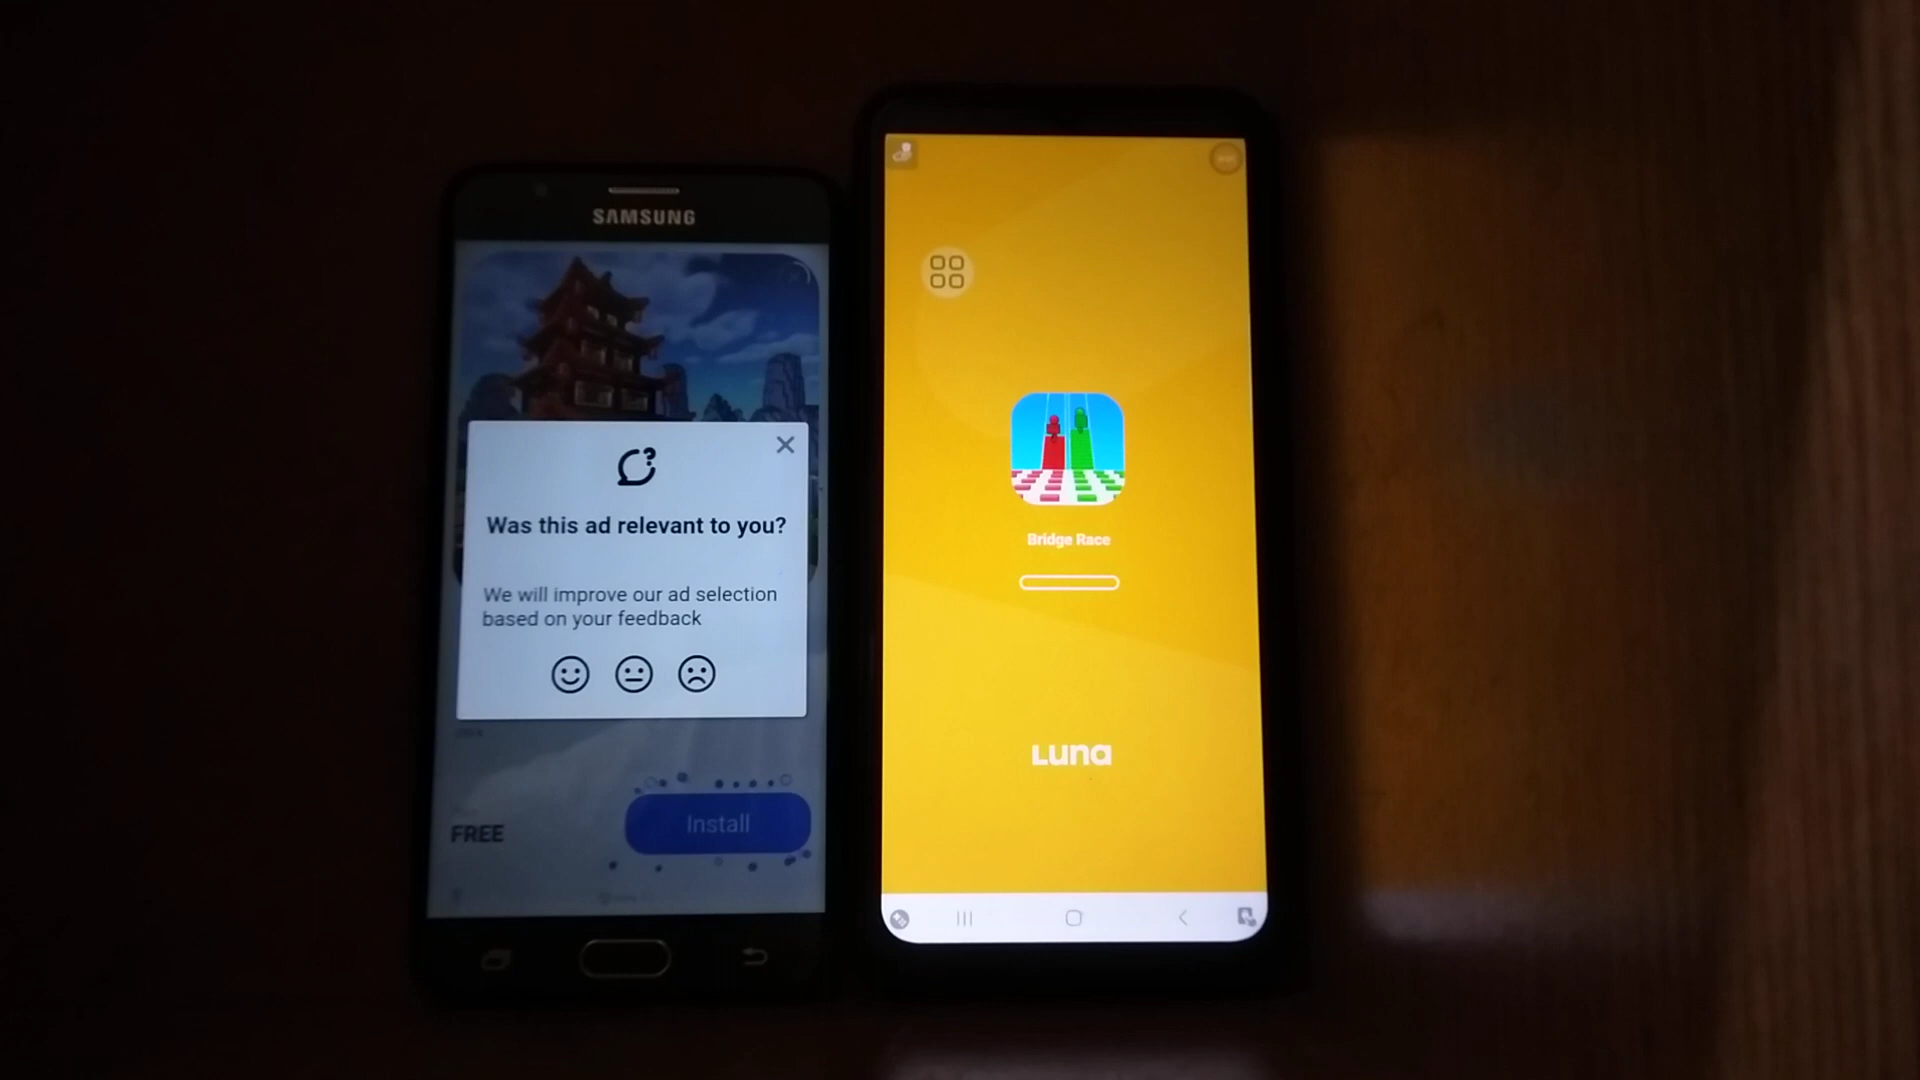 SAMSUNG
Was this ad relevant to you?
We will improve our ad selection
based on your feedback
FREE
Install
Bridge Race
Luna